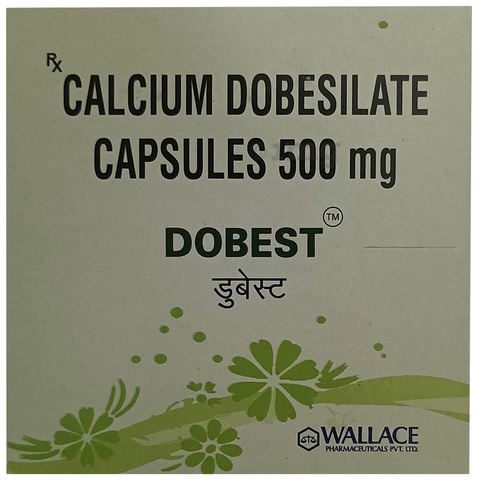 Rx CALCIUM DOBESILATE
CAPSULES 500 mg
DOBEST™
डुबेस्ट
WALLACE
PHARMACEUTICALS PVT. LTD.